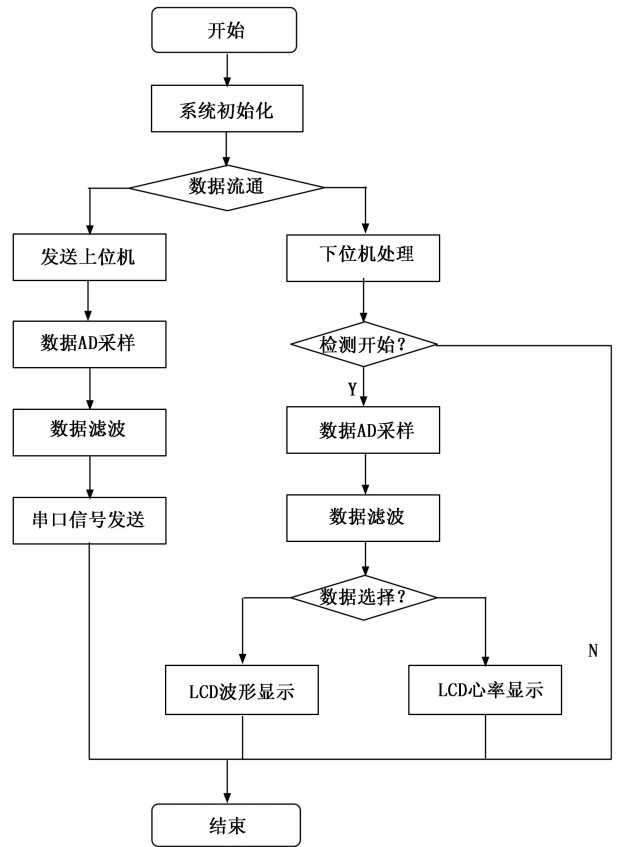 开始
系统初始化
数据流通
发送上位机
下位机处理
数据AD采样
检测开始？
Y
数据滤波
数据AD采样
串口信号发送
数据滤波
数据选择？
N
LCD波形显示
LCD心率显示
结束